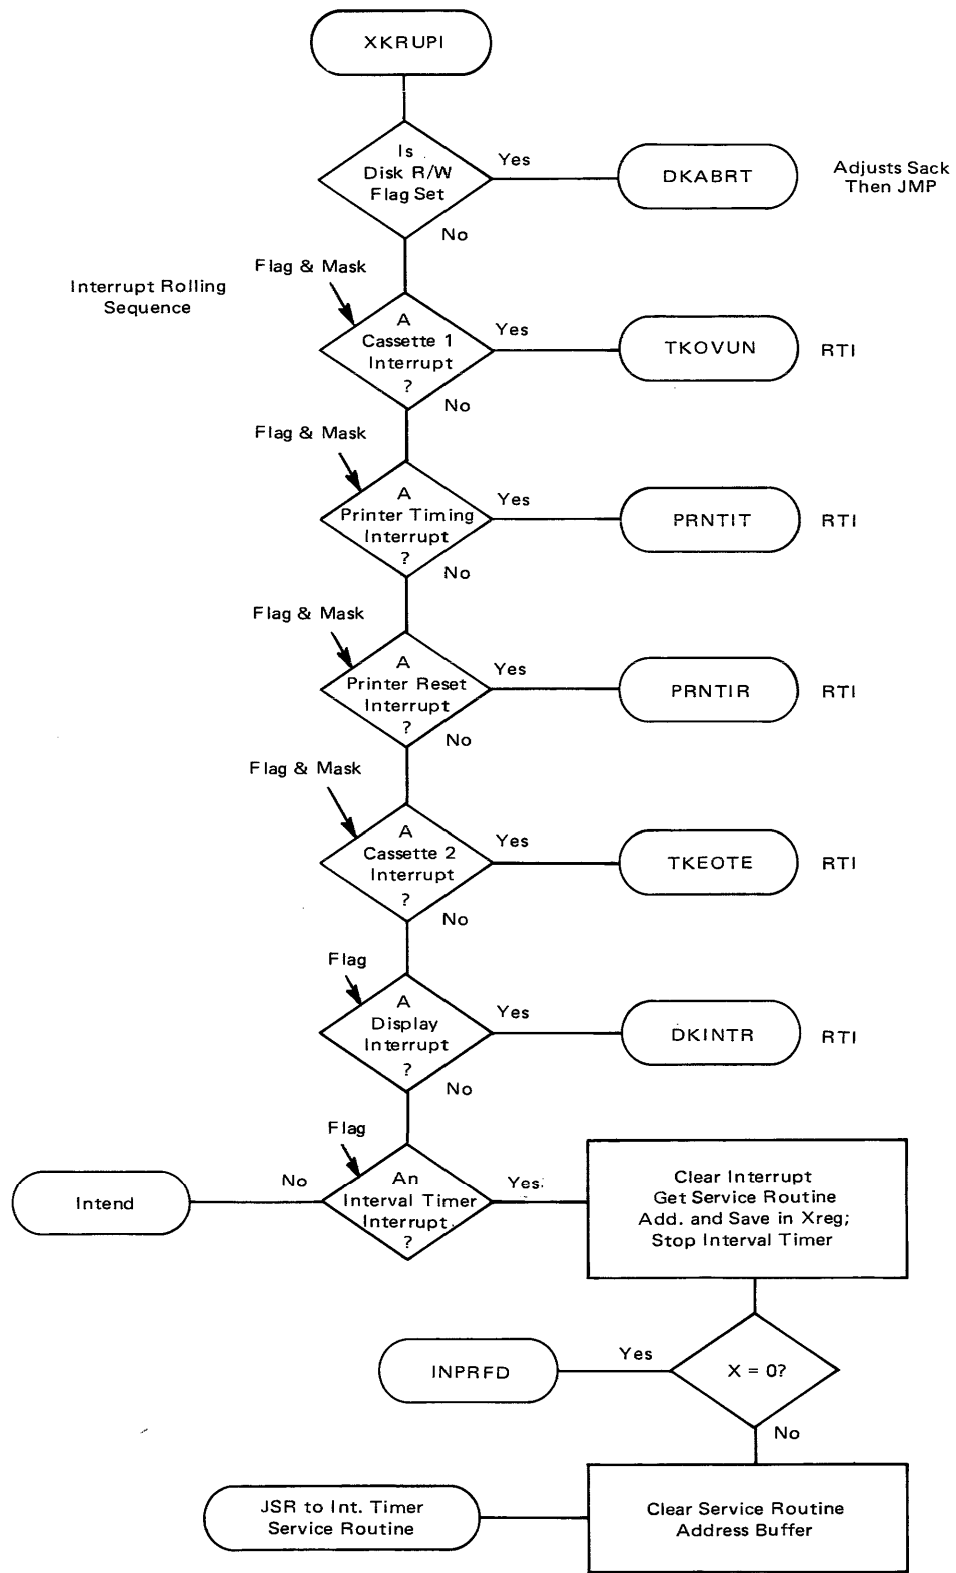 XKRUPI
Is
Disk R/W
Flag Set
Yes
DKABRT
Adjusts Sack
Then JMP
No
Flag & Mask
Interrupt Rolling
Sequence
A
Cassette 1
Interrupt
?
Yes
TKOVUN
RTI
No
Flag & Mask
A
Printer Timing
Interrupt
?
Yes
PRNTIT
RTI
No
Flag & Mask
A
Printer Reset
Interrupt
?
Yes
PRNTIR
RTI
No
Flag & Mask
A
Cassette 2
Interrupt
?
Yes
TKEOTE
RTI
No
Flag
A
Display
Interrupt
?
Yes
DKINTR
RTI
No
Flag
An
Interval Timer
Interrupt
?
No
Intend
Yes
Clear Interrupt
Get Service Routine
Add. and Save in Xreg;
Stop Interval Timer
X = 0?
Yes
INPRFD
No
Clear Service Routine
Address Buffer
JSR to Int. Timer
Service Routine